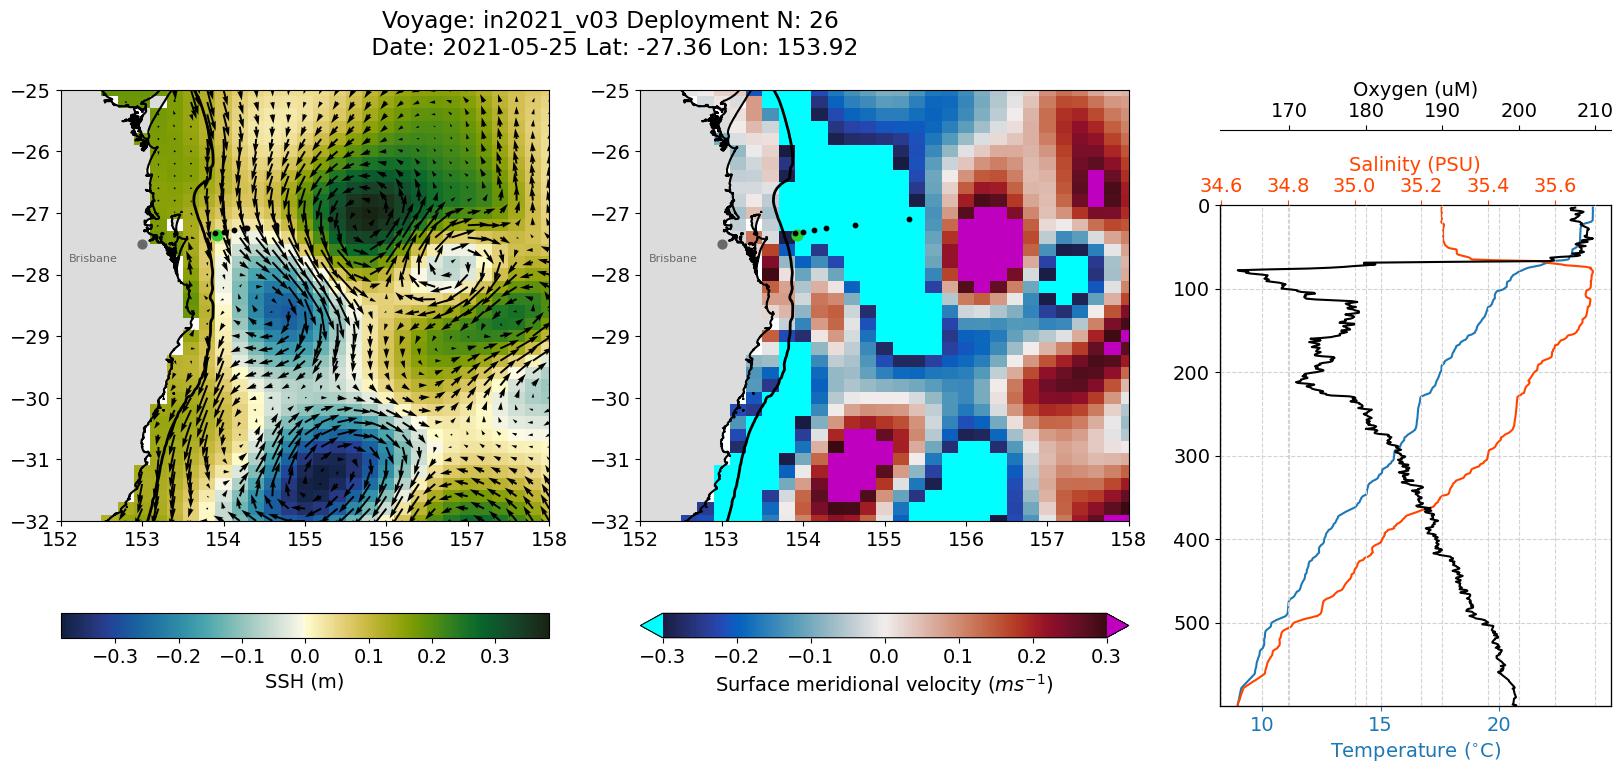 Voyage: in2021_v03 Deployment N: 26
Date: 2021-05-25 Lat: -27.36 Lon: 153.92
−25
−26
−27
−28
−29
−30
−31
−32
152 153 154 155 156 157 158
Brisbane
−0.3 −0.2 −0.1 0.0 0.1 0.2 0.3
SSH (m)
−25
−26
−27
−28
−29
−30
−31
−32
152 153 154 155 156 157 158
Brisbane
−0.3 −0.2 −0.1 0.0 0.1 0.2 0.3
Surface meridional velocity (ms⁻¹)
Oxygen (uM)
170 180 190 200 210
Salinity (PSU)
34.6 34.8 35.0 35.2 35.4 35.6
0
100
200
300
400
500
10 15 20
Temperature (°C)